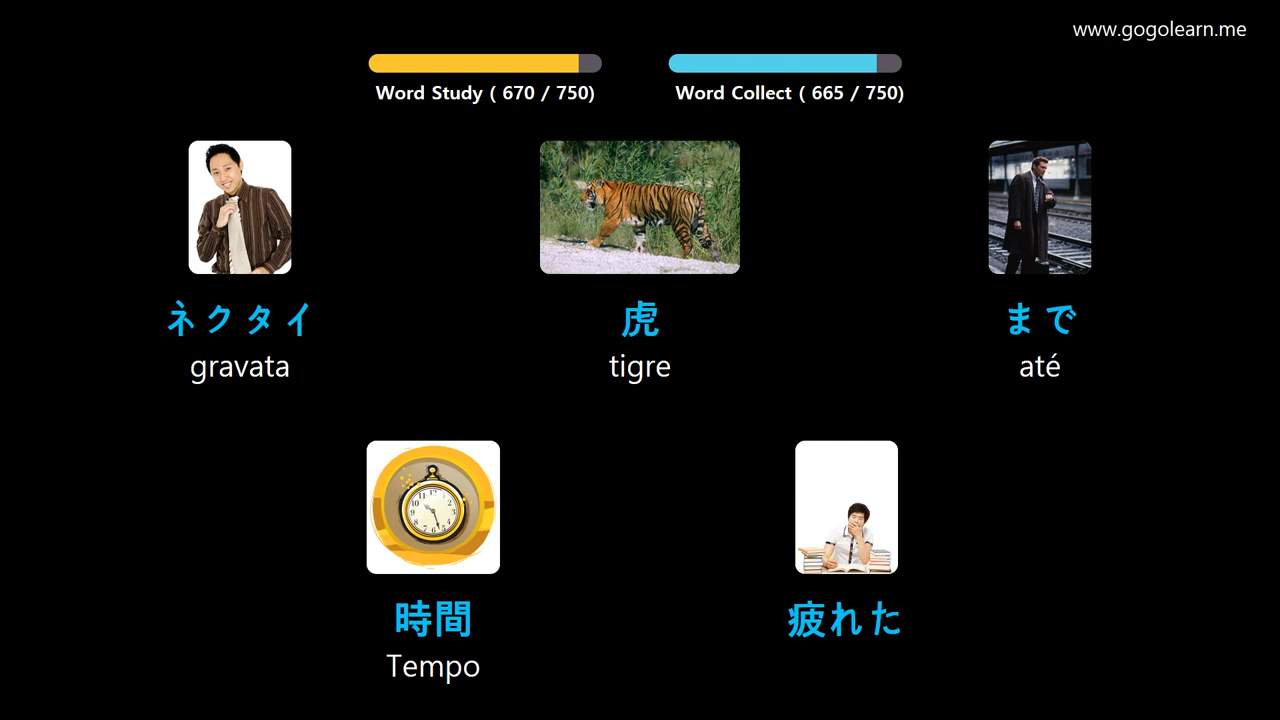 www.gogolearn.me
Word Study ( 670 / 750)
Word Collect ( 665 / 750)
ネクタイ
gravata
虎
tigre
まで
até
時間
Tempo
疲れた